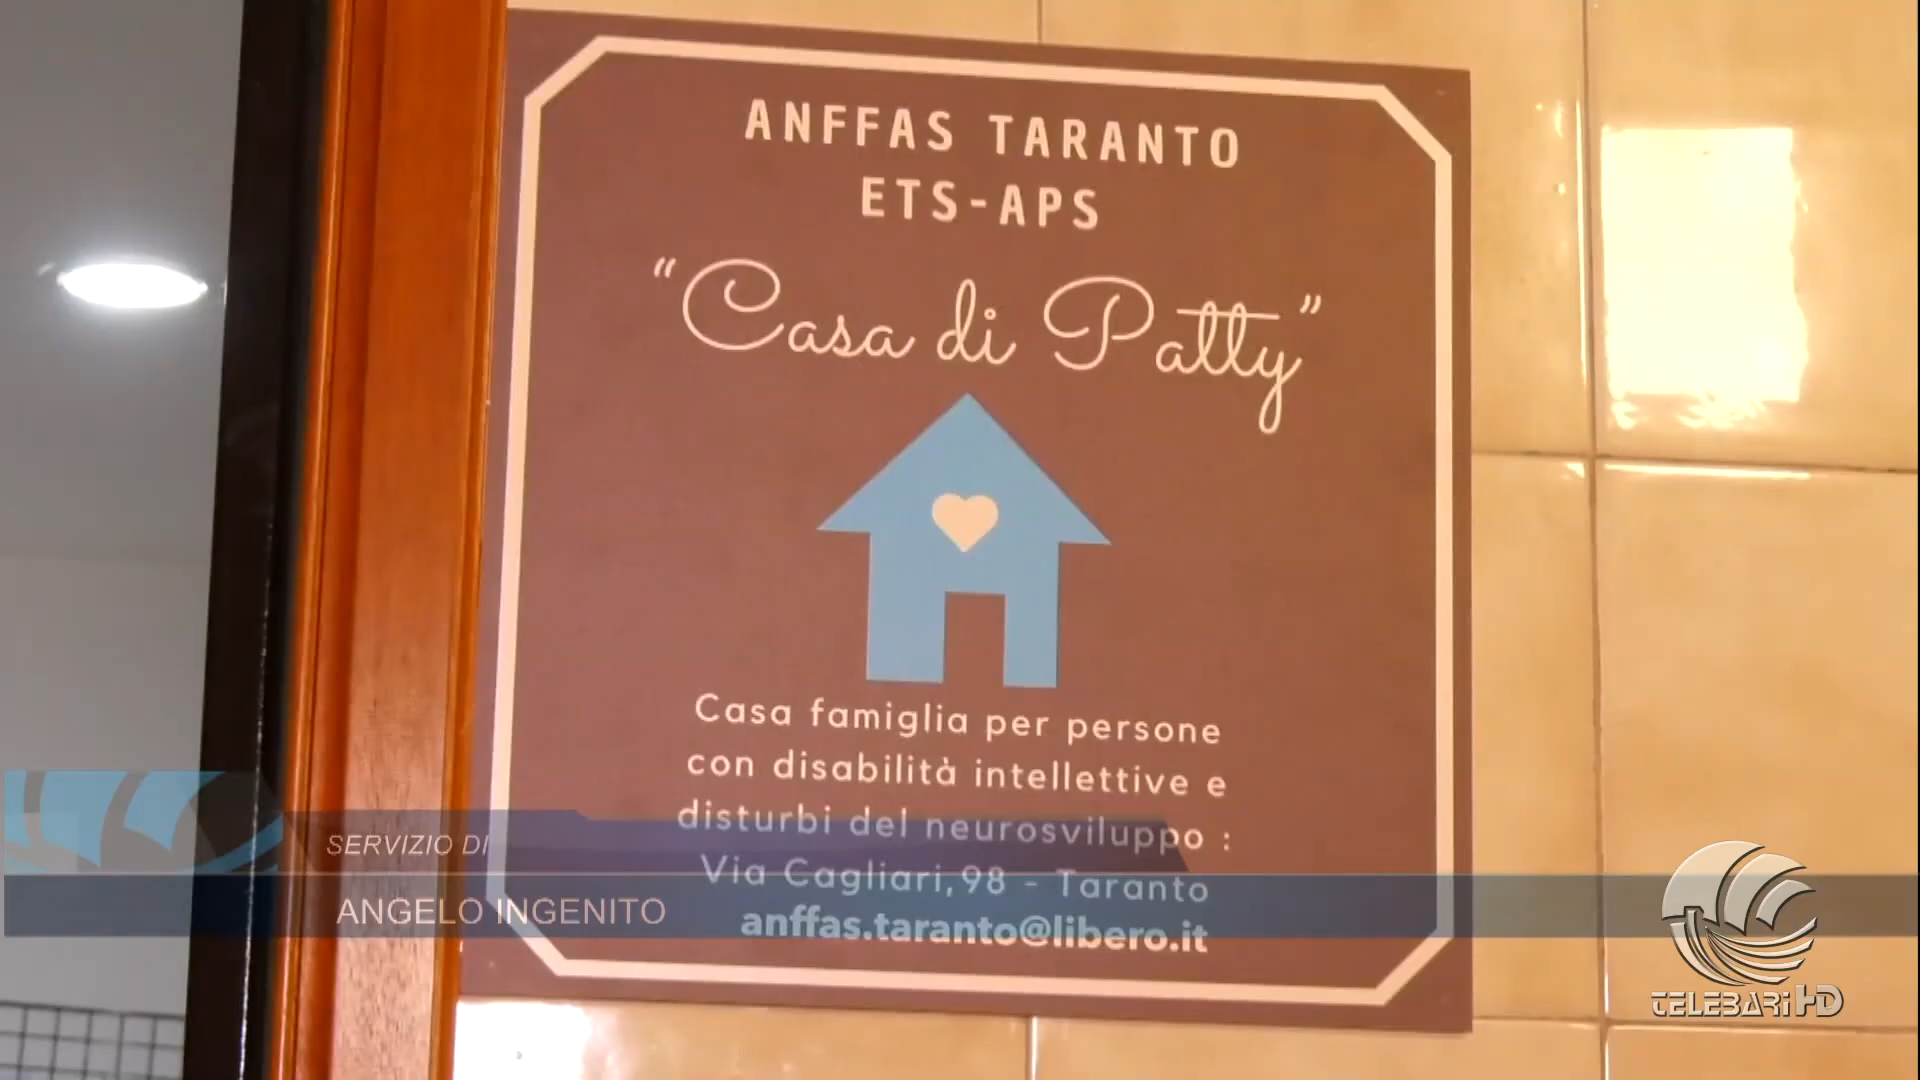 ANFFAS TARANTO
ETS-APS
“Casa di Patty”
Casa famiglia per persone
con disabilità intellettive e
disturbi del neurosviluppo :
Via Cagliari,98 - Taranto
anffas.taranto@libero.it
SERVIZIO DI
ANGELO INGENITO
TELEBARI HD